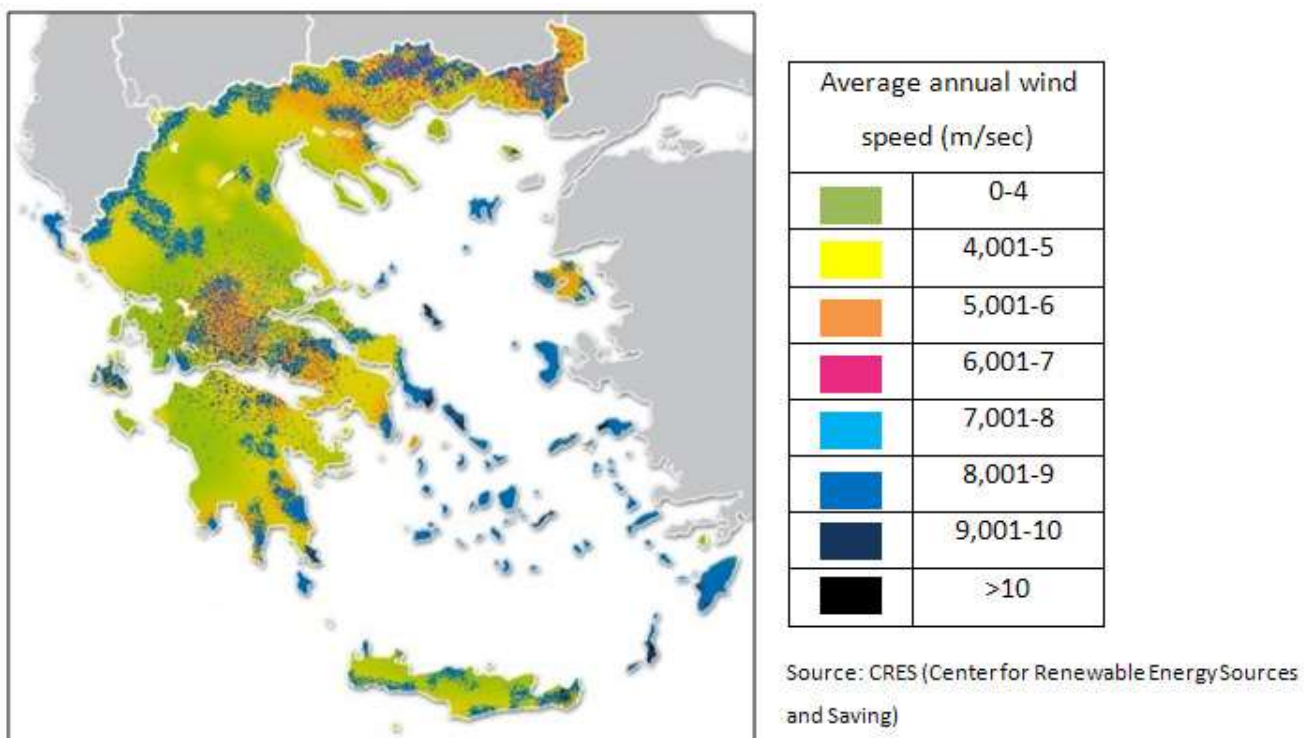 Average annual wind
speed (m/sec)
0-4
4,001-5
5,001-6
6,001-7
7,001-8
8,001-9
9,001-10
>10
Source: CRES (Center for Renewable Energy Sources
and Saving)